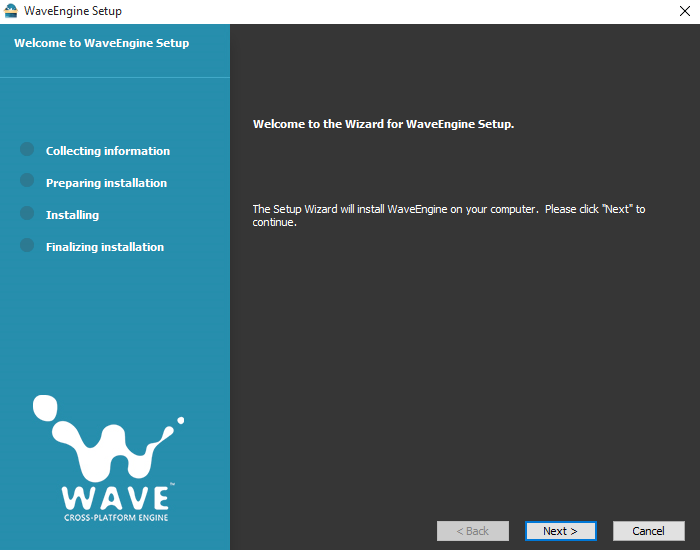 WaveEngine Setup
Welcome to WaveEngine Setup
Collecting information
Preparing installation
Installing
Finalizing installation
WAVE™
CROSS-PLATFORM ENGINE
Welcome to the Wizard for WaveEngine Setup.
The Setup Wizard will install WaveEngine on your computer.  Please click "Next" to
continue.
< Back
Next >
Cancel